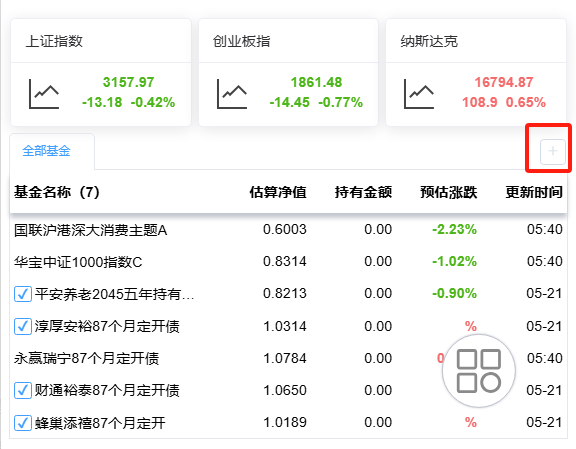 上证指数 创业板指 纳斯达克
3157.97 1861.48 16794.87
-13.18 -0.42% -14.45 -0.77% 108.9 0.65%
全部基金 +
基金名称（7） 估算净值 持有金额 预估涨跌 更新时间
国联沪港深大消费主题A 0.6003 0.00 -2.23% 05:40
华宝中证1000指数C 0.8314 0.00 -1.02% 05:40
平安养老2045五年持有... 0.8213 0.00 -0.90% 05-21
淳厚安裕87个月定开债 1.0314 0.00 % 05-21
永赢瑞宁87个月定开债 1.0784 0.00 05:40
财通裕泰87个月定开债 1.0650 0.00 05-21
蜂巢添禧87个月定开 1.0189 0.00 % 05-21